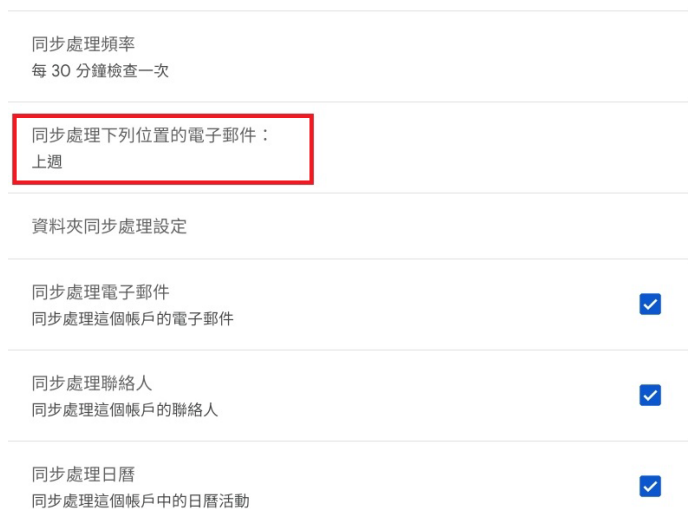 同步處理頻率
每 30 分鐘檢查一次
同步處理下列位置的電子郵件：
上週
資料夾同步處理設定
同步處理電子郵件
同步處理這個帳戶的電子郵件
同步處理聯絡人
同步處理這個帳戶的聯絡人
同步處理日曆
同步處理這個帳戶中的日曆活動